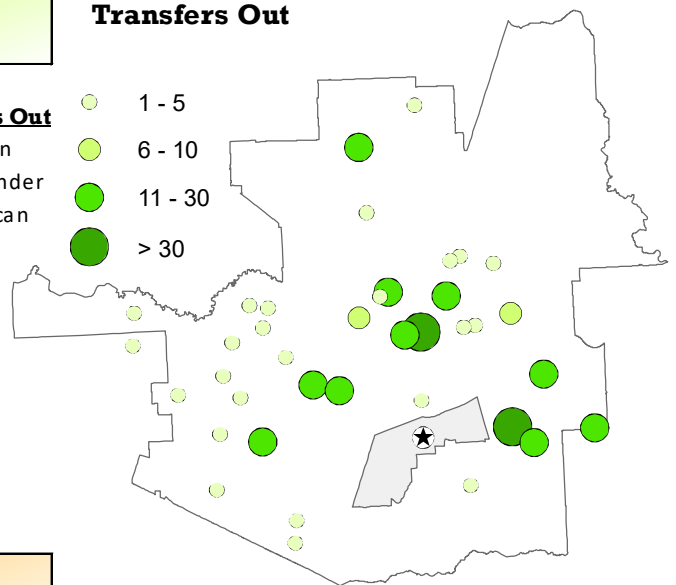 Transfers Out
1 - 5
s Out
6 - 10
n
nder
11 - 30
can
> 30